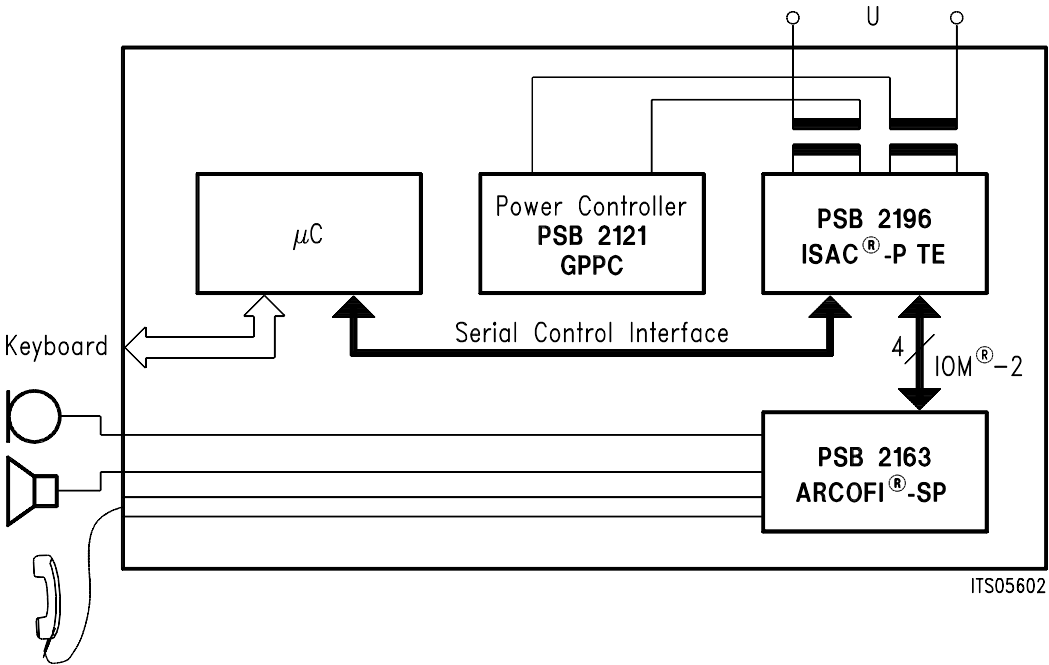 U
μC
Power Controller
PSB 2121
GPPC
PSB 2196
ISAC®-P TE
Serial Control Interface
Keyboard
4
IOM®-2
PSB 2163
ARCOFI®-SP
ITS05602